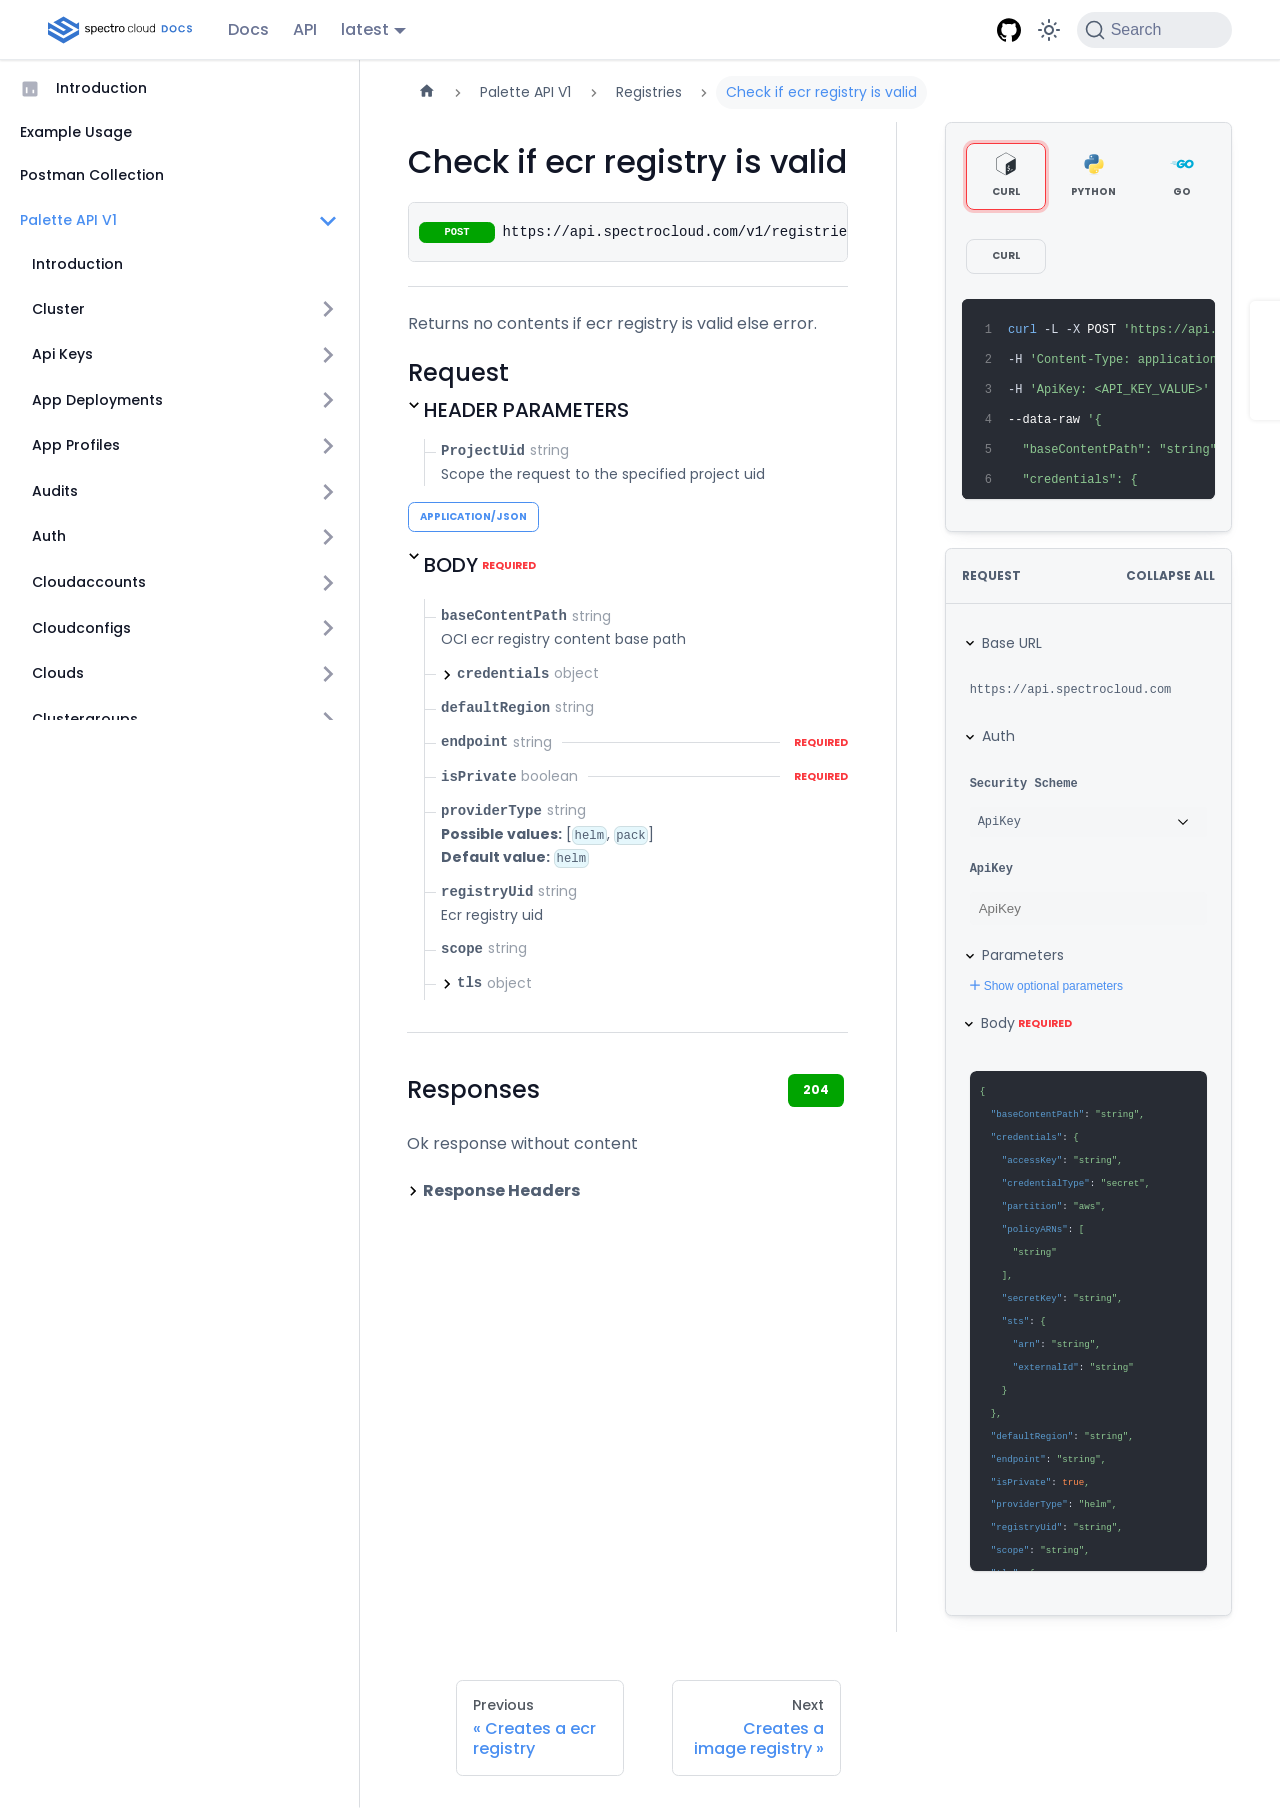 spectro cloud DOCS
Docs
API
latest
Search
Introduction
Example Usage
Postman Collection
Palette API V1
Introduction
Cluster
Api Keys
App Deployments
App Profiles
Audits
Auth
Cloudaccounts
Cloudconfigs
Clouds
Clustergroups
Palette API V1
Registries
Check if ecr registry is valid
Check if ecr registry is valid
POST https://api.spectrocloud.com/v1/registrie
Returns no contents if ecr registry is valid else error.
Request
HEADER PARAMETERS
ProjectUid string
Scope the request to the specified project uid
APPLICATION/JSON
BODY REQUIRED
baseContentPath string
OCI ecr registry content base path
credentials object
defaultRegion string
endpoint string REQUIRED
isPrivate boolean REQUIRED
providerType string
Possible values: [helm, pack]
Default value: helm
registryUid string
Ecr registry uid
scope string
tls object
Responses
204
Ok response without content
Response Headers
CURL
PYTHON
GO
CURL
1 curl -L -X POST 'https://api.
2 -H 'Content-Type: application
3 -H 'ApiKey: <API_KEY_VALUE>'
4 --data-raw '{
5 "baseContentPath": "string"
6 "credentials": {
REQUEST
COLLAPSE ALL
Base URL
https://api.spectrocloud.com
Auth
Security Scheme
ApiKey
ApiKey
ApiKey
Parameters
Show optional parameters
Body REQUIRED
{
"baseContentPath": "string",
"credentials": {
"accessKey": "string",
"credentialType": "secret",
"partition": "aws",
"policyARNs": [
"string"
],
"secretKey": "string",
"sts": {
"arn": "string",
"externalId": "string"
}
},
"defaultRegion": "string",
"endpoint": "string",
"isPrivate": true,
"providerType": "helm",
"registryUid": "string",
"scope": "string",
Previous
« Creates a ecr
registry
Next
Creates a
image registry »